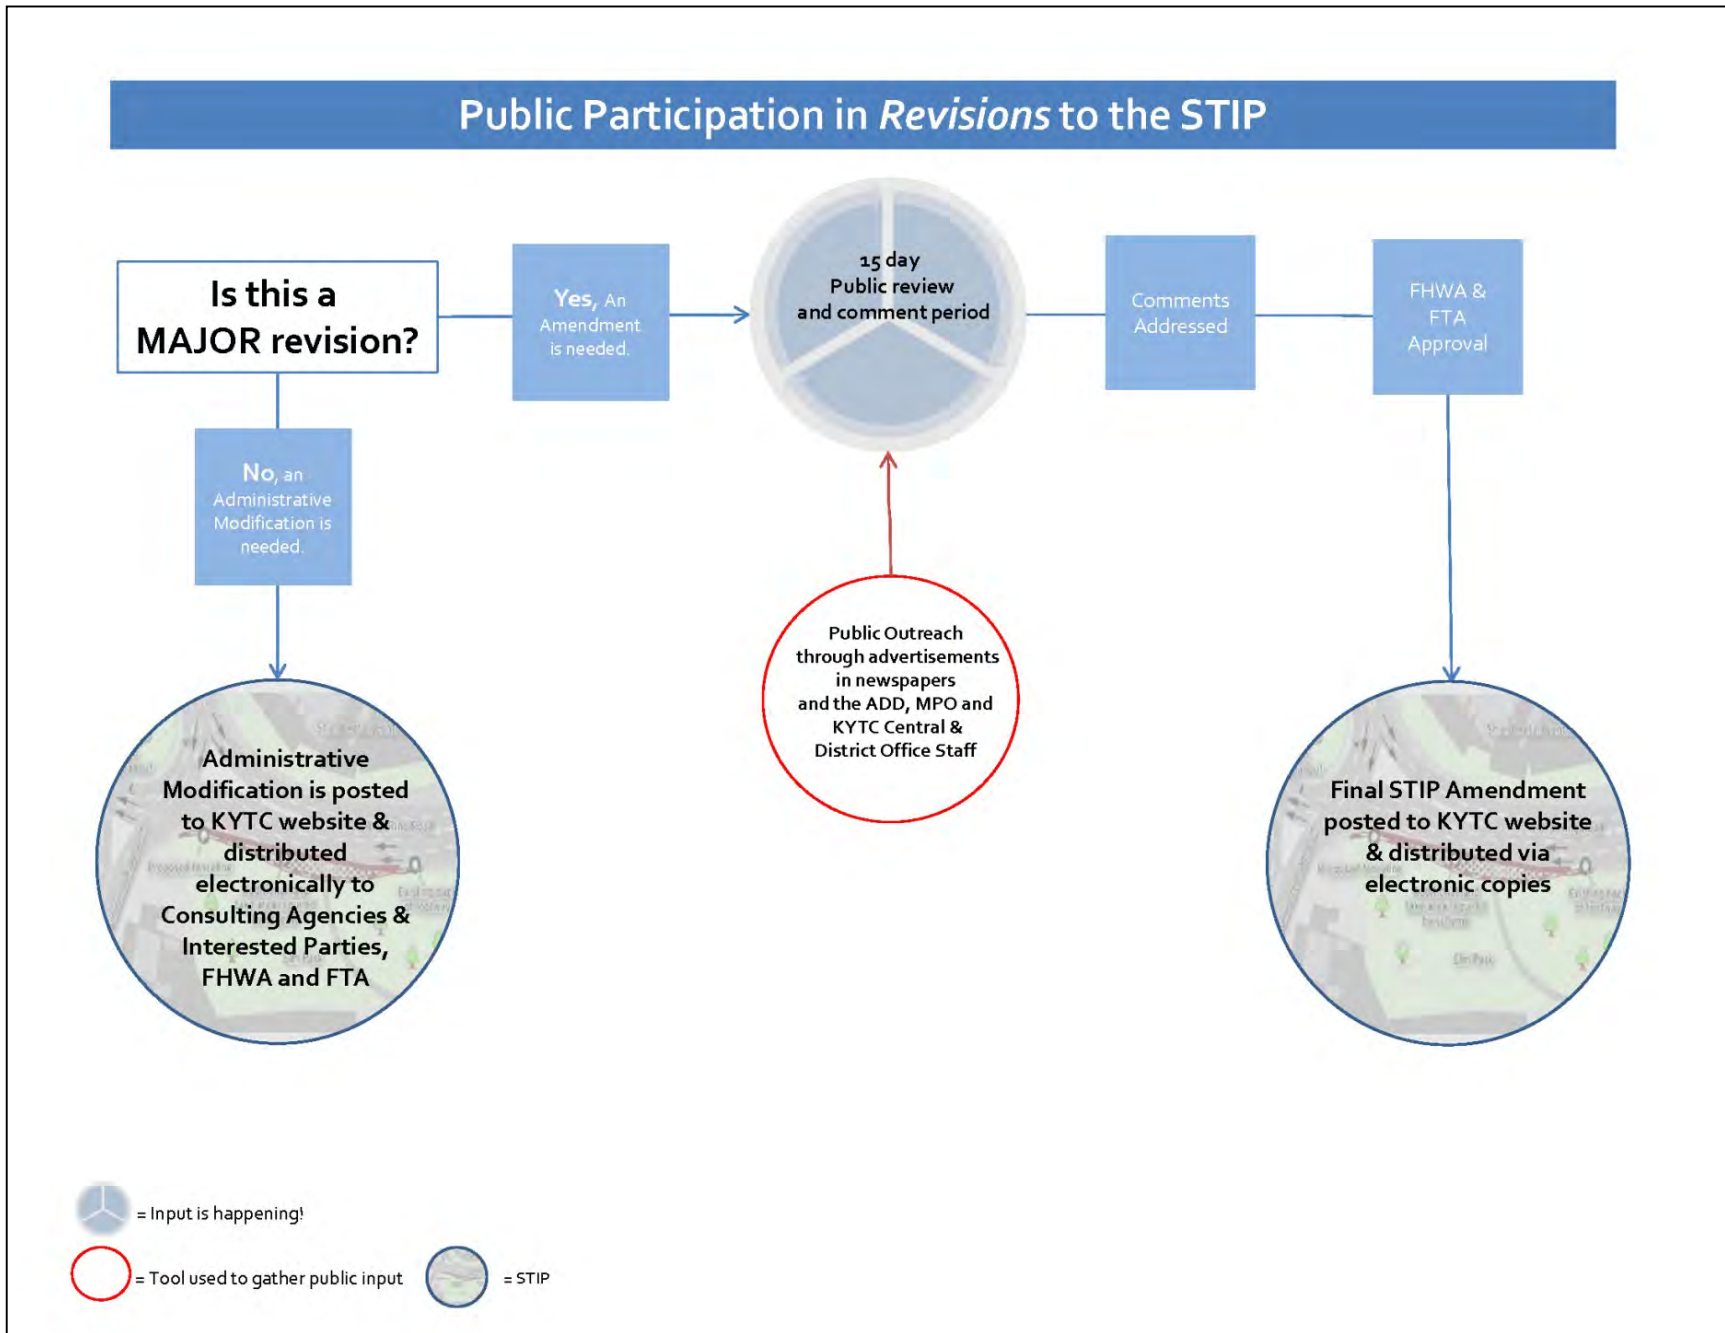 Public Participation in Revisions to the STIP
Is this a
MAJOR revision?
Yes, An
Amendment
is needed.
15 day
Public review
and comment period
Comments
Addressed
FHWA &
FTA
Approval
No, an
Administrative
Modification is
needed.
Public Outreach
through advertisements
in newspapers
and the ADD, MPO and
KYTC Central &
District Office Staff
Administrative
Modification is posted
to KYTC website &
distributed
electronically to
Consulting Agencies &
Interested Parties,
FHWA and FTA
Final STIP Amendment
posted to KYTC website
& distributed via
electronic copies
Elm Park
= Input is happening!
= Tool used to gather public input
= STIP